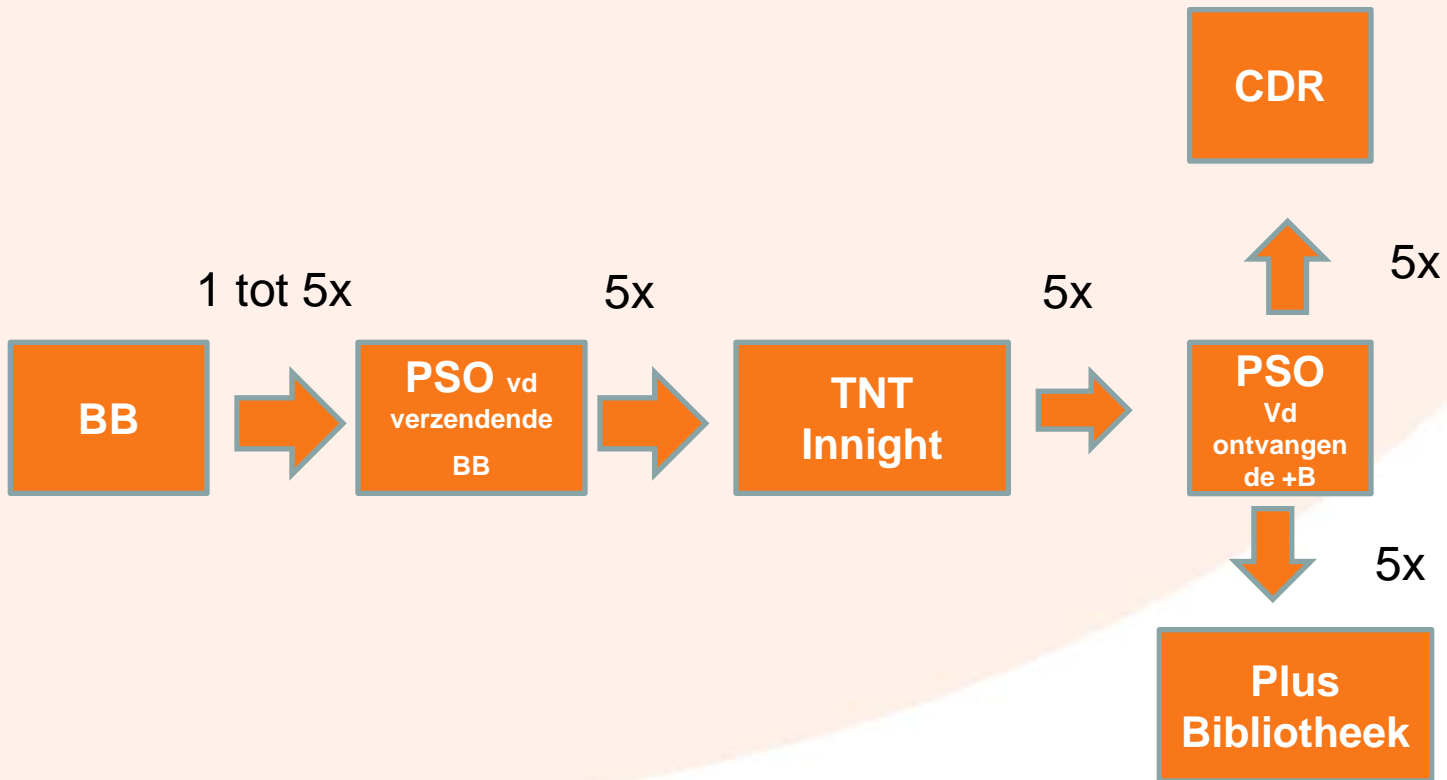 CDR
1 tot 5x
5x
5x
5x
BB
PSO vd
verzendende
BB
TNT
Innight
PSO
Vd
ontvangen
de +B
5x
Plus
Bibliotheek